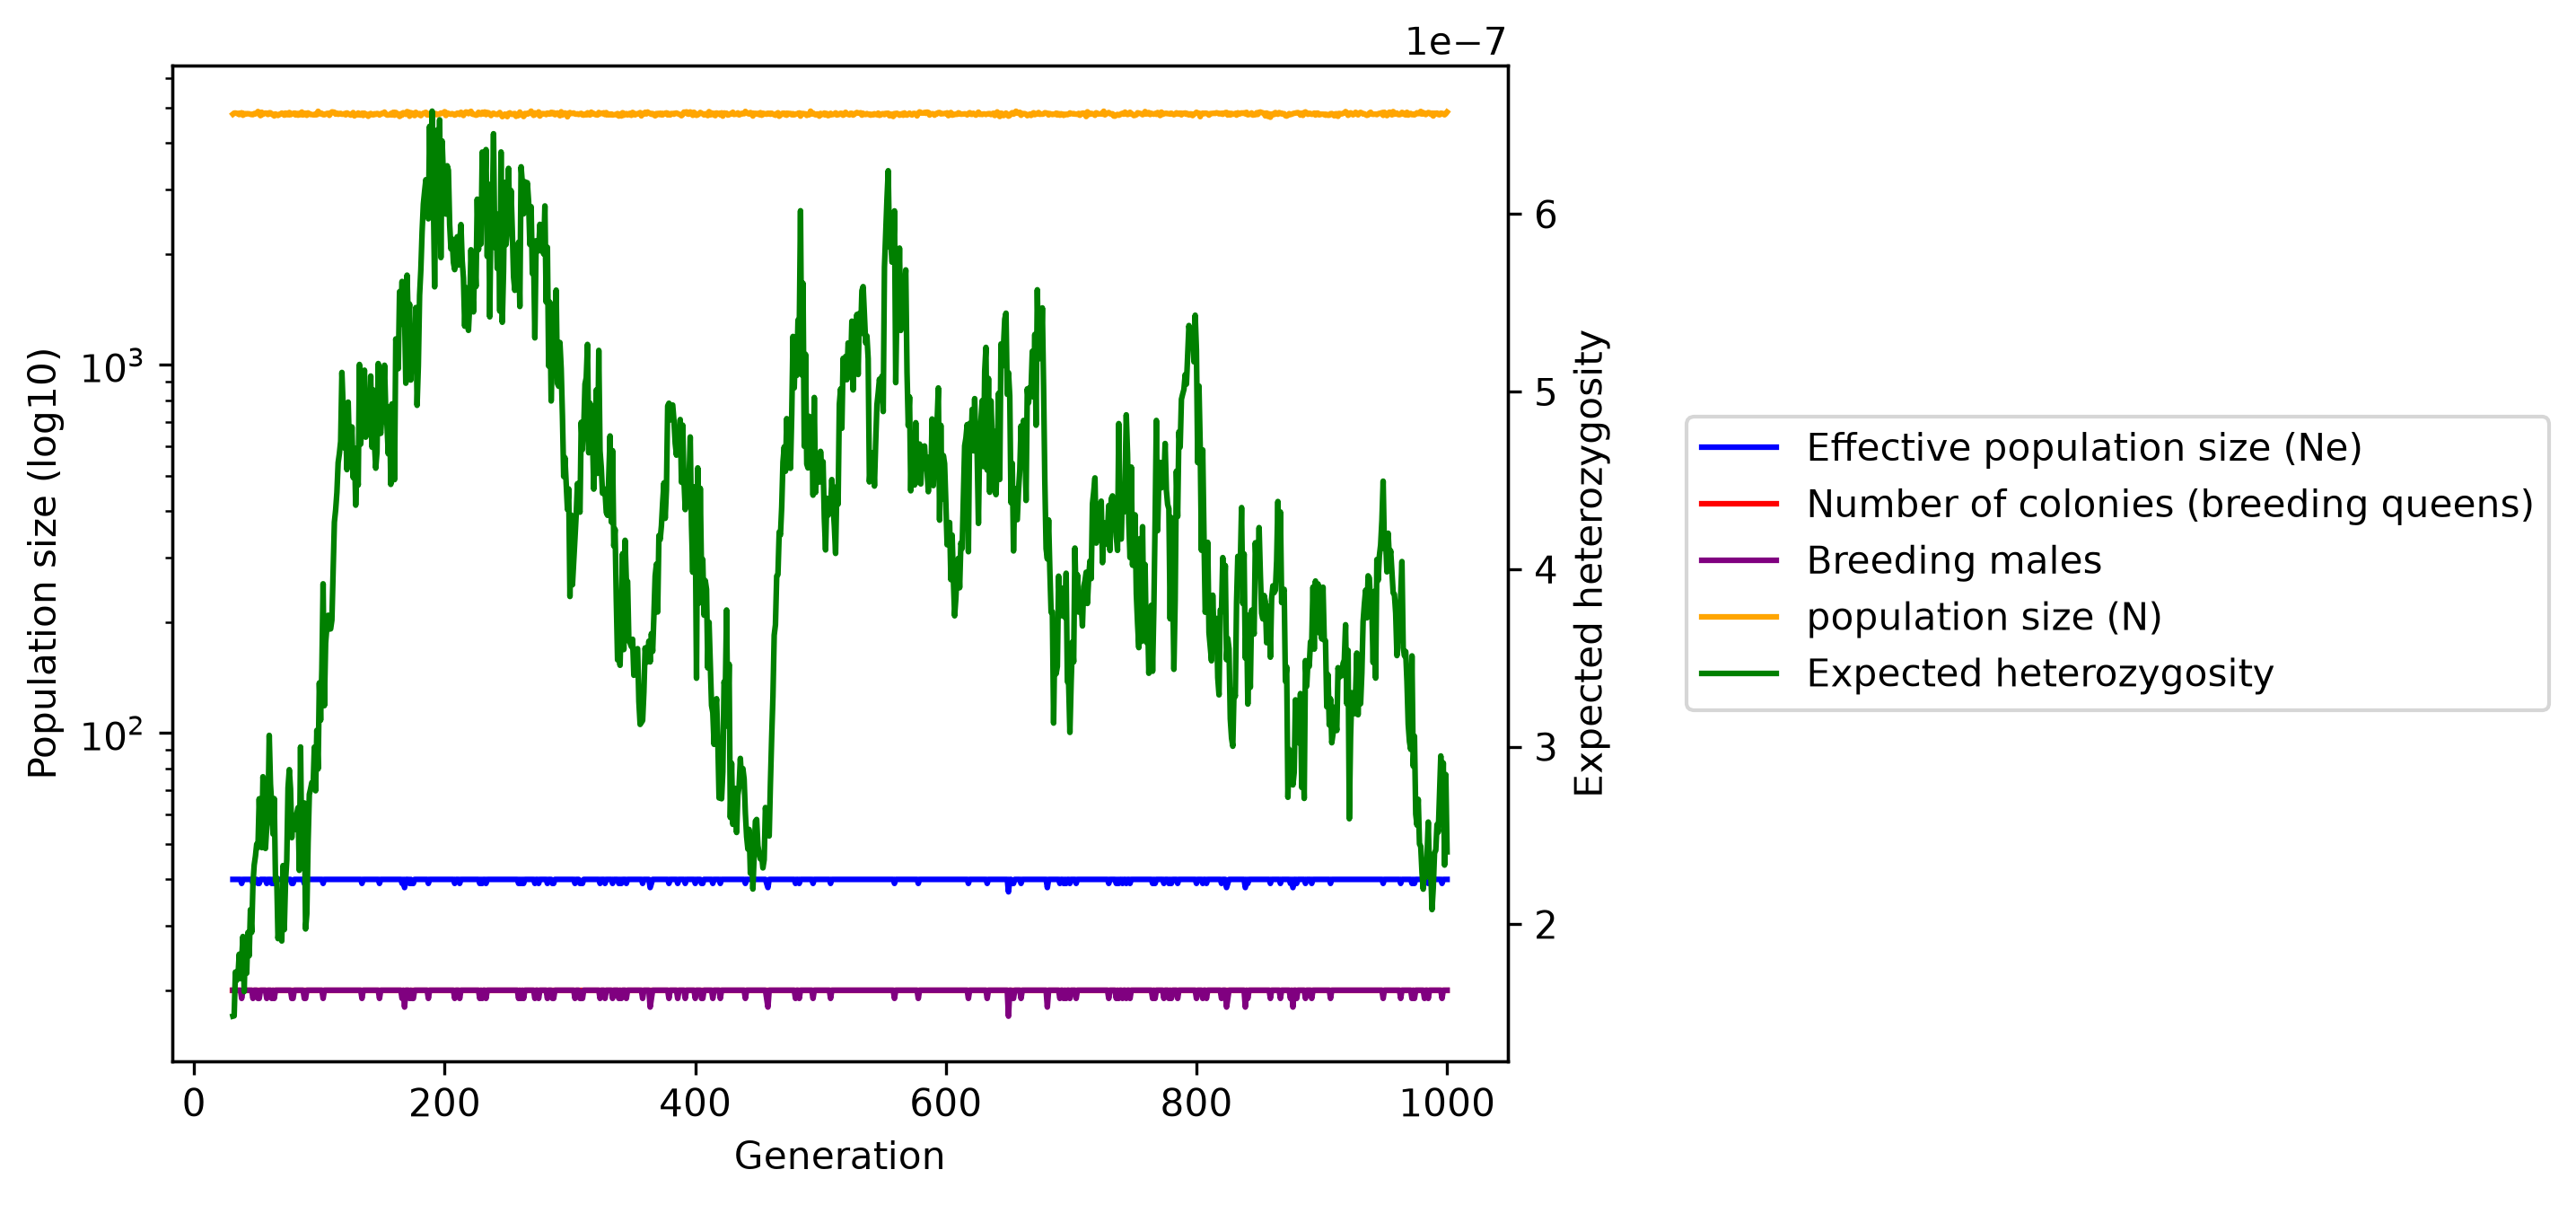 1e−7
Population size (log10)
10³
10²
6
5
4
3
2
Expected heterozygosity
0 200 400 600 800 1000
Generation
Effective population size (Ne)
Number of colonies (breeding queens)
Breeding males
population size (N)
Expected heterozygosity